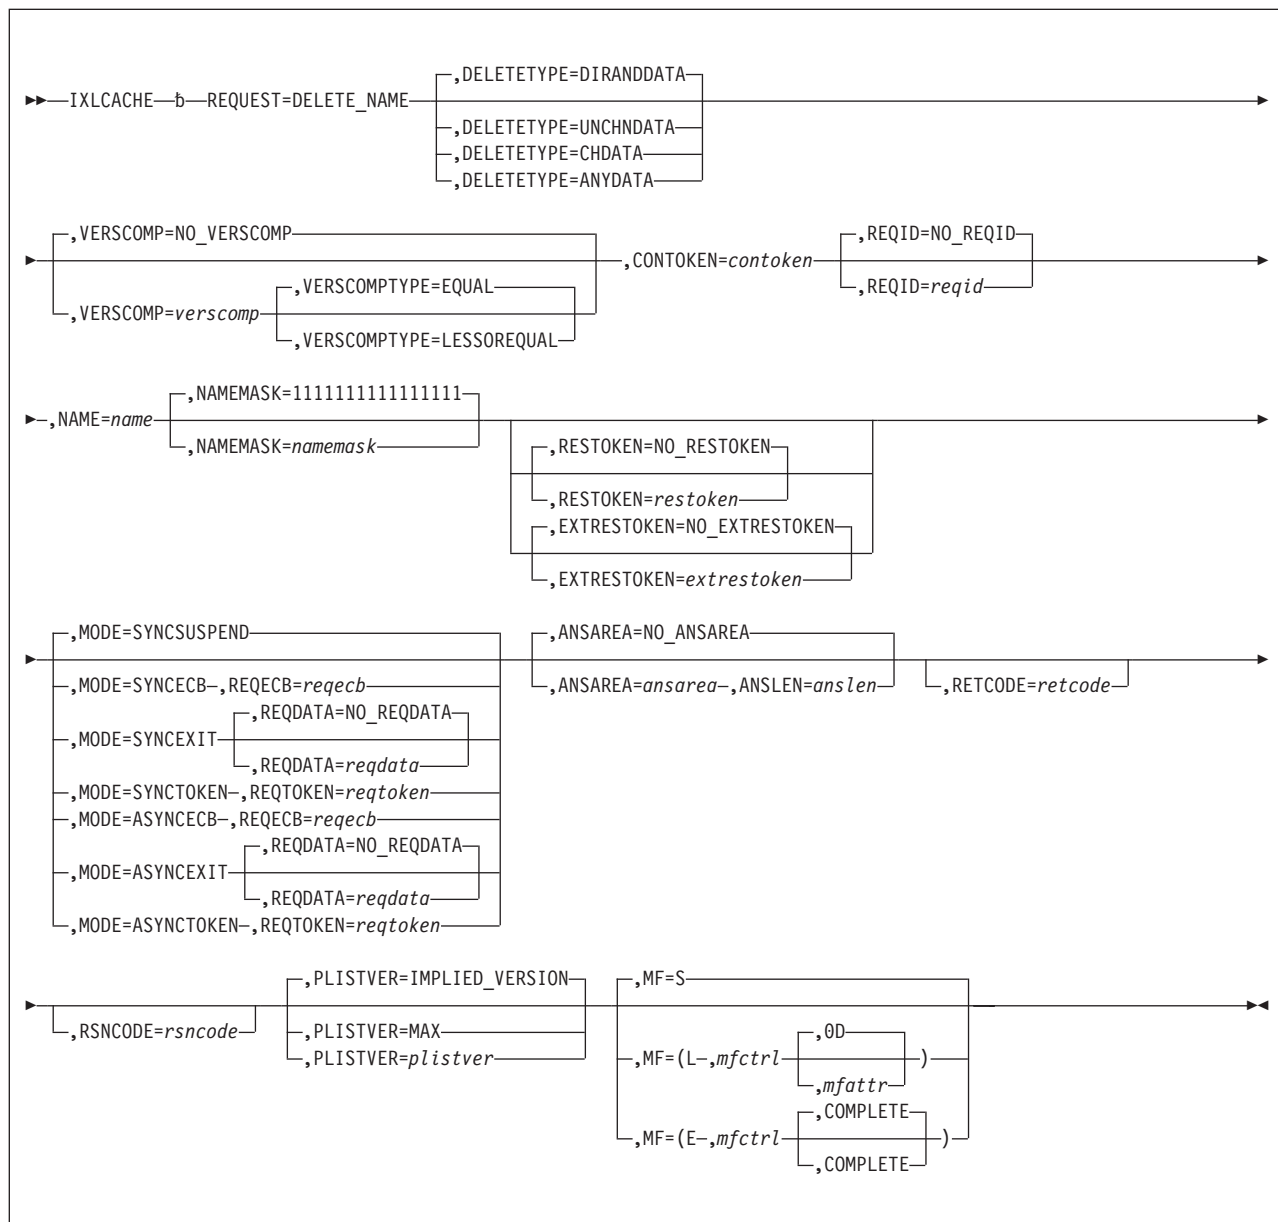 ,DELETETYPE=DIRANDDATA
IXLCACHE ƀ REQUEST=DELETE_NAME
,DELETETYPE=UNCHNDATA
,DELETETYPE=CHDATA
,DELETETYPE=ANYDATA
,VERSCOMP=NO_VERSCOMP
,VERSCOMP=verscomp
,VERSCOMPTYPE=EQUAL
,VERSCOMPTYPE=LESSOREQUAL
,CONTOKEN=contoken
,REQID=NO_REQID
,REQID=reqid
,NAME=name
,NAMEMASK=1111111111111111
,NAMEMASK=namemask
,RESTOKEN=NO_RESTOKEN
,RESTOKEN=restoken
,EXTRESTOKEN=NO_EXTRESTOKEN
,EXTRESTOKEN=extrestoken
,MODE=SYNCSUSPEND
,MODE=SYNCECB ,REQECB=reqecb
,MODE=SYNCEXIT
,REQDATA=NO_REQDATA
,REQDATA=reqdata
,MODE=SYNCTOKEN ,REQTOKEN=reqtoken
,MODE=ASYNCECB ,REQECB=reqecb
,MODE=ASYNCEXIT
,REQDATA=NO_REQDATA
,REQDATA=reqdata
,MODE=ASYNCTOKEN ,REQTOKEN=reqtoken
,ANSAREA=NO_ANSAREA
,ANSAREA=ansarea ,ANSLEN=anslen
,RETCODE=retcode
,RSNCODE=rsncode
,PLISTVER=IMPLIED_VERSION
,PLISTVER=MAX
,PLISTVER=plistver
,MF=S
,MF=(L ,mfctrl
,0D
,mfattr
)
,MF=(E ,mfctrl
,COMPLETE
,COMPLETE
)